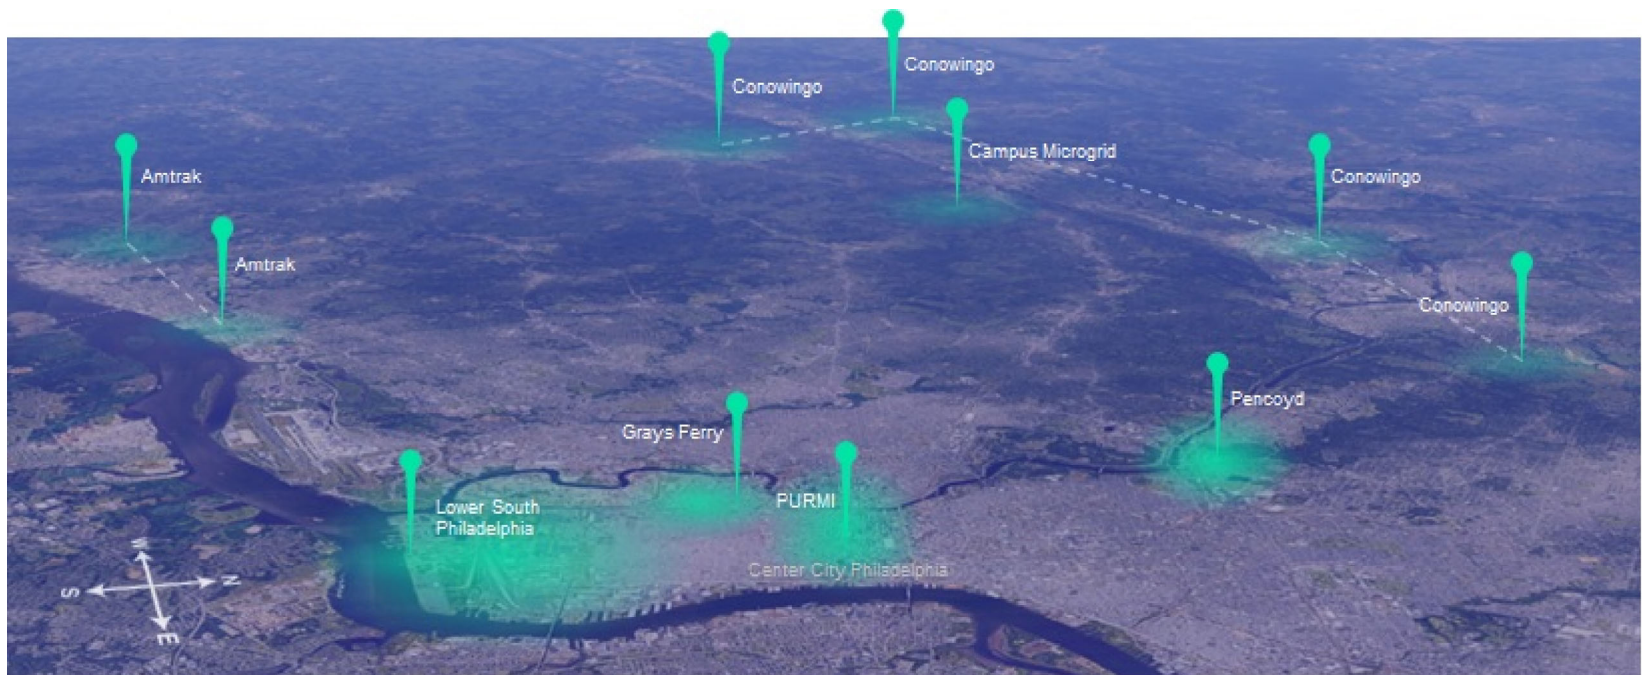 Conowingo
Conowingo
Campus Microgrid
Amtrak
Conowingo
Amtrak
Conowingo
Pencoyd
Grays Ferry
PURMI
Lower South
Philadelphia
Center City Philadelphia
W
N
S
E